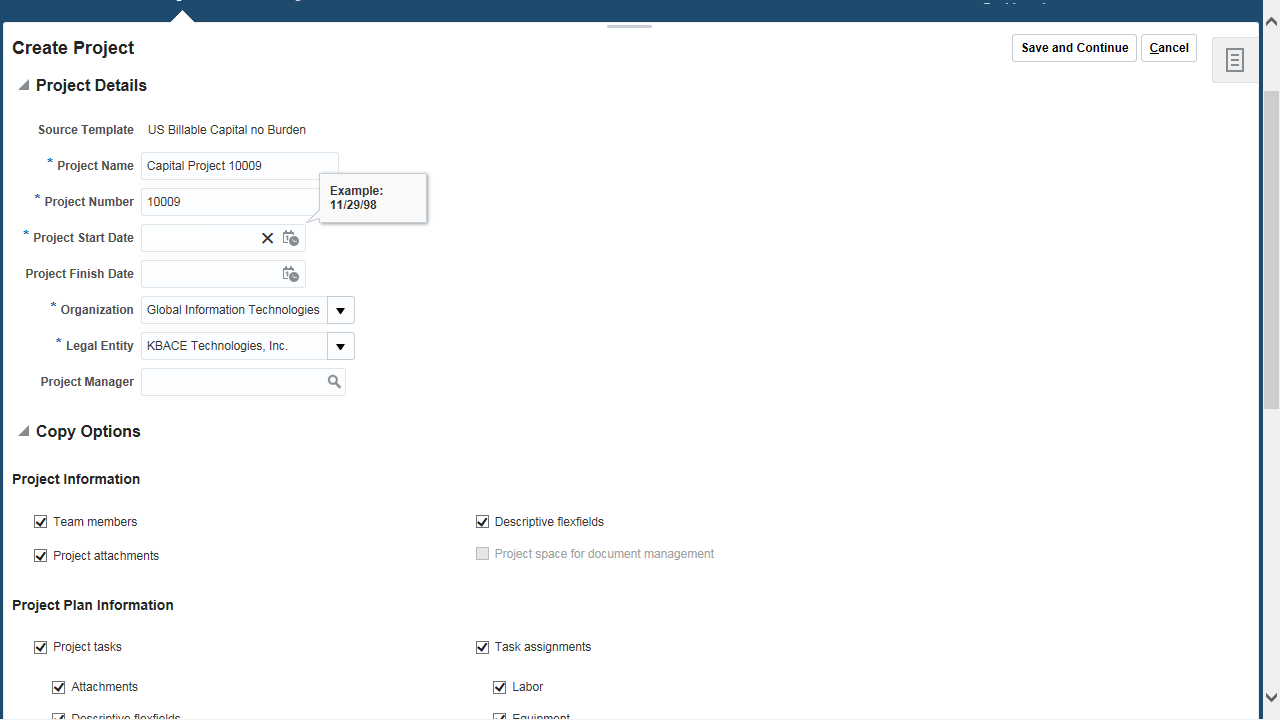 Create Project
Save and Continue
Cancel
Project Details
Source Template US Billable Capital no Burden
* Project Name Capital Project 10009
Example:
11/29/98
* Project Number 10009
* Project Start Date
Project Finish Date
* Organization Global Information Technologies
* Legal Entity KBACE Technologies, Inc.
Project Manager
Copy Options
Project Information
Team members
Descriptive flexfields
Project attachments
Project space for document management
Project Plan Information
Project tasks
Task assignments
Attachments
Labor
Descriptive flexfields
Equipment